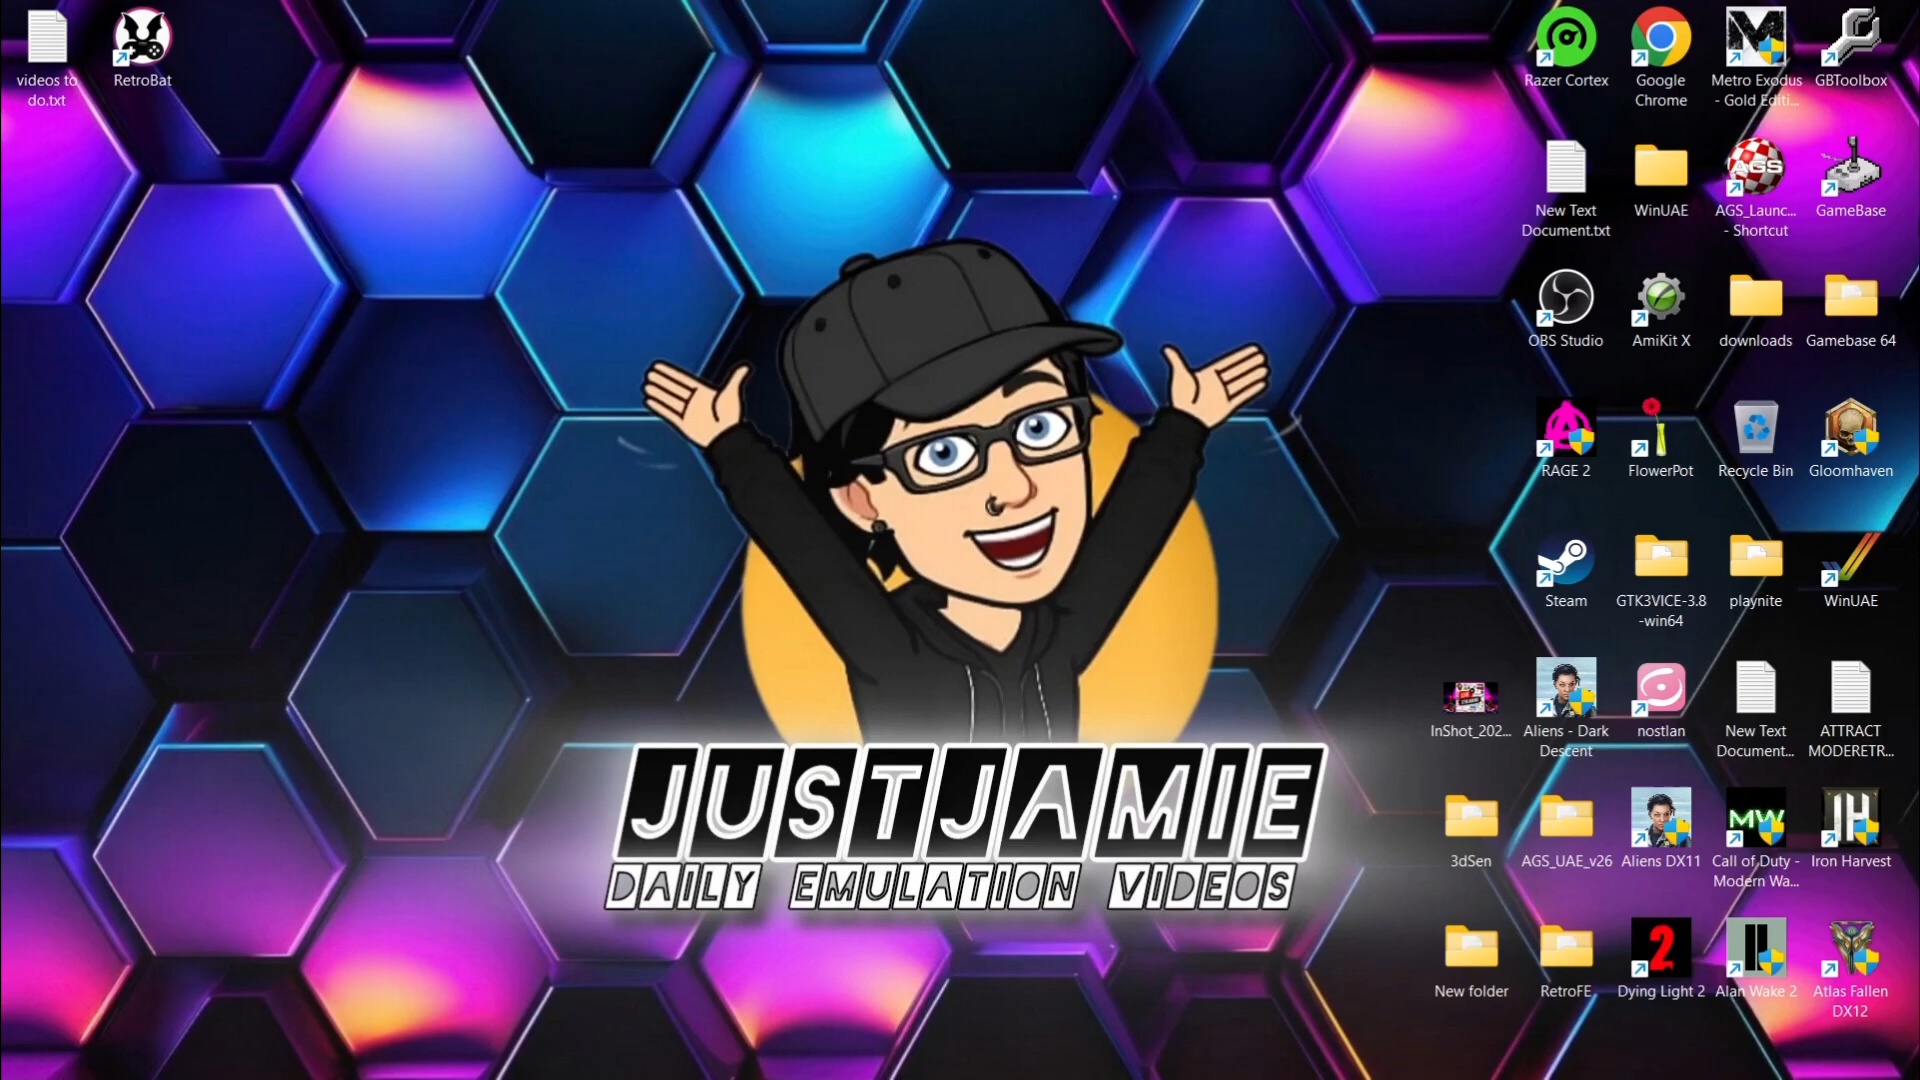 videos to
do.txt
RetroBat
Razer Cortex
Google
Chrome
Metro Exodus
- Gold Editi...
GBToolbox
New Text
Document.txt
WinUAE
AGS
AGS_Launc...
- Shortcut
GameBase
OBS Studio
AmiKit X
downloads
Gamebase 64
RAGE 2
FlowerPot
Recycle Bin
Gloomhaven
Steam
GTK3VICE-3.8
-win64
playnite
WinUAE
InShot_202...
Aliens - Dark
Descent
nostlan
New Text
Document...
ATTRACT
MODERETR...
JUSTJAMIE
DAILY EMULATION VIDEOS
3dSen
AGS_UAE_v26
Aliens DX11
MW
Call of Duty -
Modern Wa...
IH
Iron Harvest
New folder
RetroFE
2
Dying Light 2
Alan Wake 2
Atlas Fallen
DX12